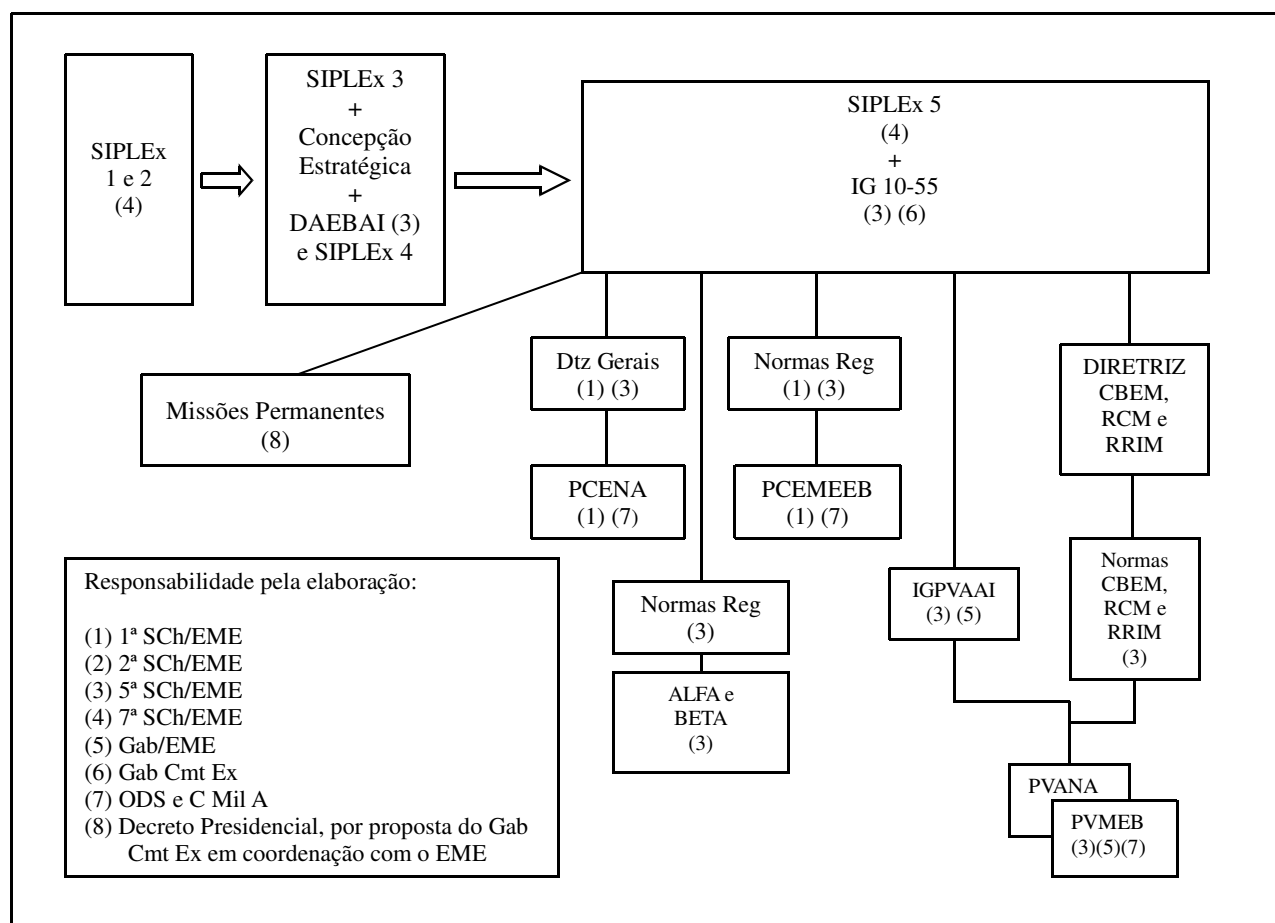 SIPLEx
1 e 2
(4)
SIPLEx 3
+
Concepção
Estratégica
+
DAEBAI (3)
e SIPLEx 4
SIPLEx 5
(4)
+
IG 10-55
(3) (6)
Missões Permanentes
(8)
Dtz Gerais
(1) (3)
PCENA
(1) (7)
Normas Reg
(1) (3)
PCEMEEB
(1) (7)
DIRETRIZ
CBEM,
RCM e
RRIM
Normas Reg
(3)
ALFA e
BETA
(3)
IGPVAAI
(3) (5)
Normas
CBEM,
RCM e
RRIM
(3)
PVANA
PVMEB
(3)(5)(7)
Responsabilidade pela elaboração:
(1) 1ª SCh/EME
(2) 2ª SCh/EME
(3) 5ª SCh/EME
(4) 7ª SCh/EME
(5) Gab/EME
(6) Gab Cmt Ex
(7) ODS e C Mil A
(8) Decreto Presidencial, por proposta do Gab
Cmt Ex em coordenação com o EME